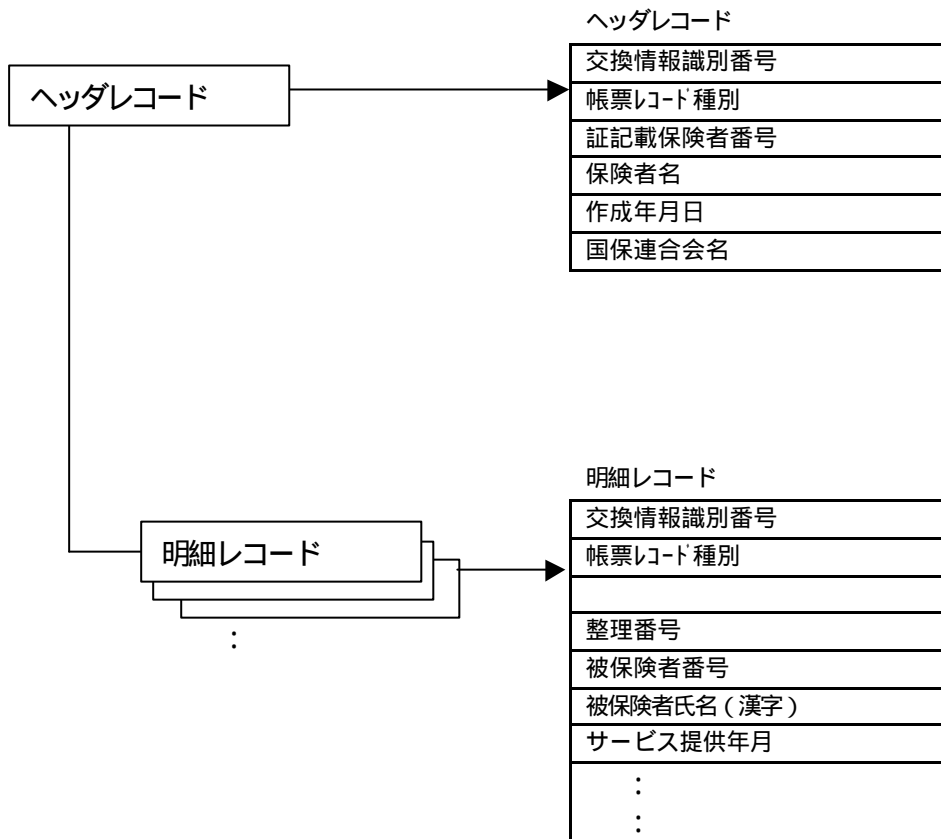 ヘッダレコード
ヘッダレコード
交換情報識別番号
帳票ﾚｺｰﾄﾞ種別
証記載保険者番号
保険者名
作成年月日
国保連合会名
明細レコード
：
明細レコード
交換情報識別番号
帳票ﾚｺｰﾄﾞ種別
整理番号
被保険者番号
被保険者氏名（漢字）
サービス提供年月
：
：